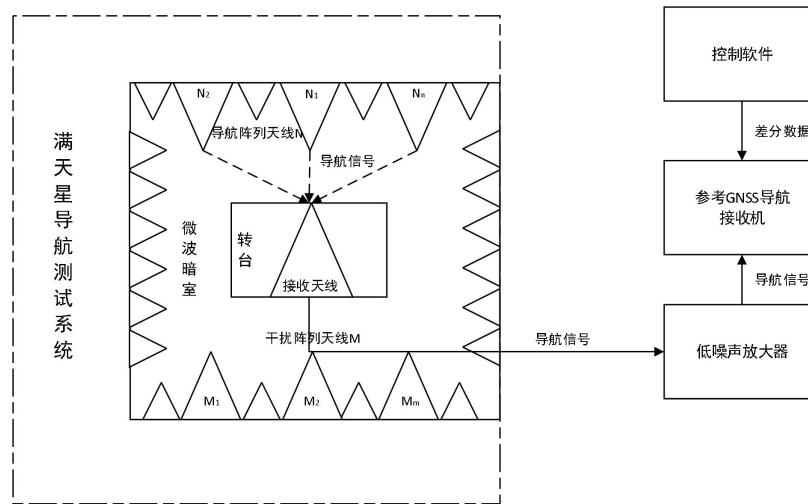 满天星导航测试系统
N2
N1
Nn
导航阵列天线N
导航信号
微波暗室
转台
接收天线
干扰阵列天线M
M1
M2
Mm
导航信号
控制软件
差分数据
参考GNSS导航
接收机
导航信号
低噪声放大器